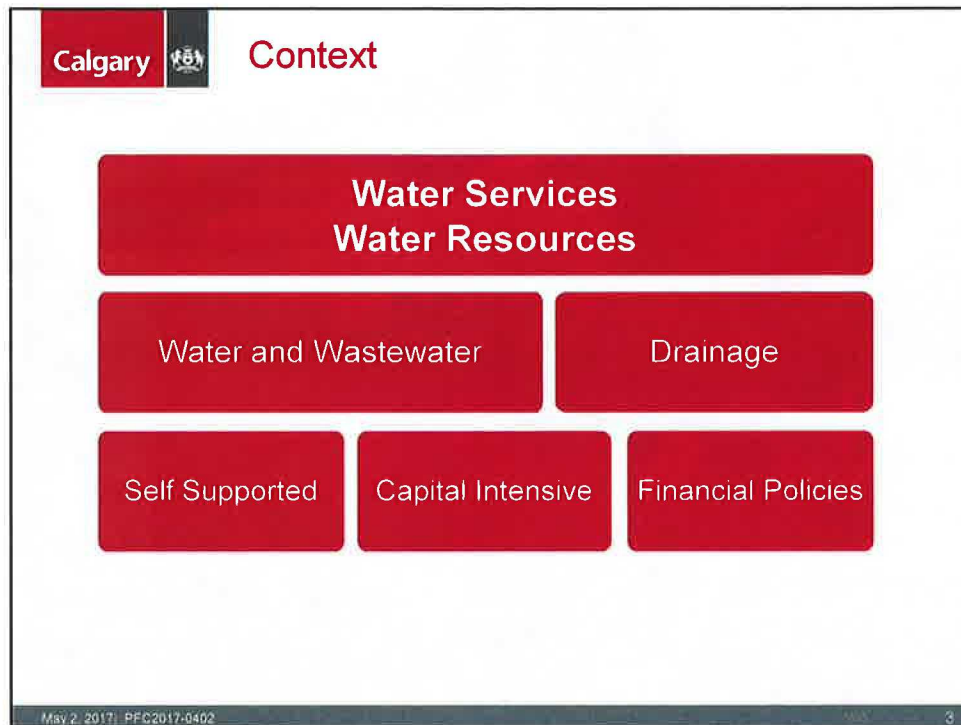 Calgary
Context
Water Services
Water Resources
Water and Wastewater
Drainage
Self Supported
Capital Intensive
Financial Policies
May 2, 2017| PFC2017-0402
3